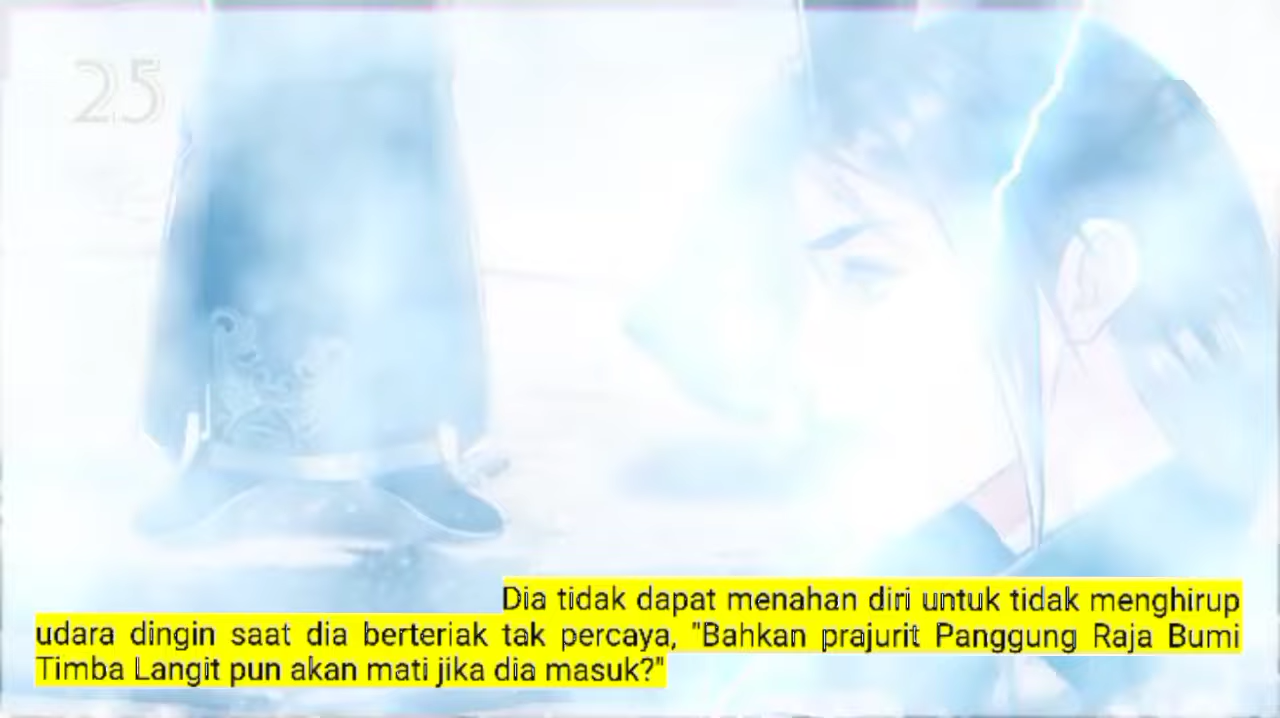 25
Dia tidak dapat menahan diri untuk tidak menghirup
udara dingin saat dia berteriak tak percaya, "Bahkan prajurit Panggung Raja Bumi
Timba Langit pun akan mati jika dia masuk?"